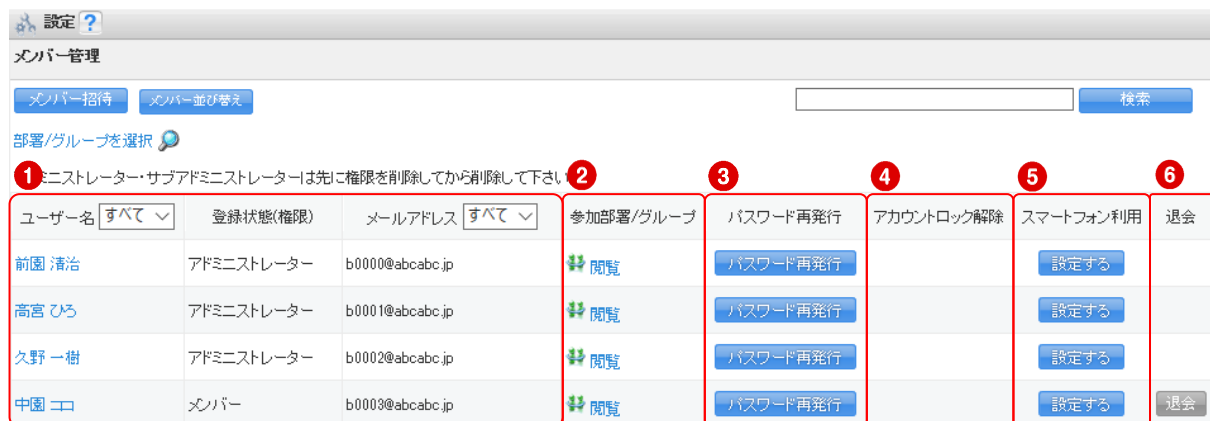 設定 ?
メンバー管理
メンバー招待 メンバー並び替え 検索
部署/グループを選択
1 ミニストレーター・サブアドミニストレーターは先に権限を削除してから削除して下さい 2 3 4 5 6
ユーザー名 すべて 登録状態(権限) メールアドレス すべて 参加部署/グループ パスワード再発行 アカウントロック解除 スマートフォン利用 退会
前園 清治 アドミニストレーター b0000@abcabc.jp 閲覧 パスワード再発行 設定する
高宮 ひろ アドミニストレーター b0001@abcabc.jp 閲覧 パスワード再発行 設定する
久野 一樹 アドミニストレーター b0002@abcabc.jp 閲覧 パスワード再発行 設定する
中園 ココ メンバー b0003@abcabc.jp 閲覧 パスワード再発行 設定する 退会